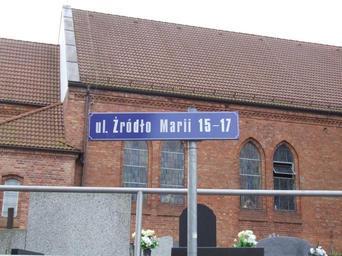 ul. Źródło Marii 15-17